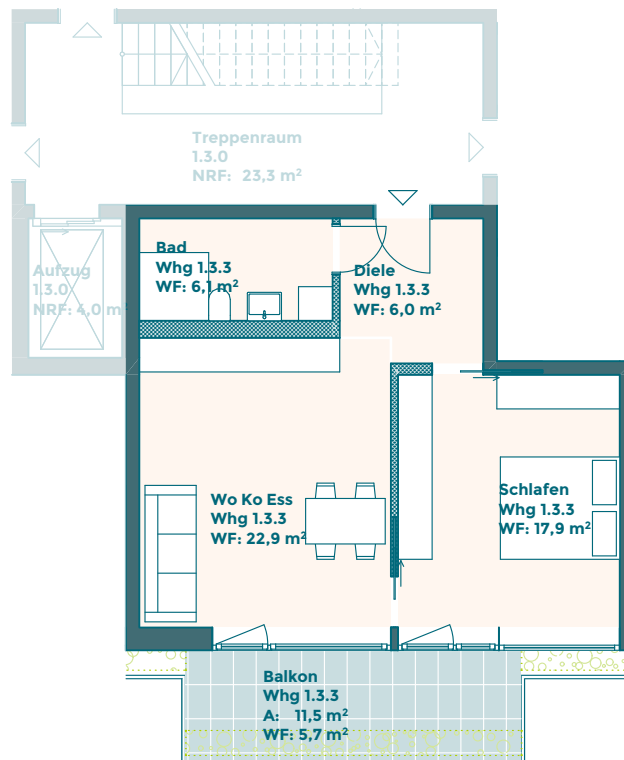 Treppenraum
1.3.0
NRF: 23,3 m²
Bad
Whg 1.3.3
WF: 6,1 m²
Diele
Whg 1.3.3
WF: 6,0 m²
Aufzug
1.3.0
NRF: 4,0 m²
Wo Ko Ess
Whg 1.3.3
WF: 22,9 m²
Schlafen
Whg 1.3.3
WF: 17,9 m²
Balkon
Whg 1.3.3
A: 11,5 m²
WF: 5,7 m²